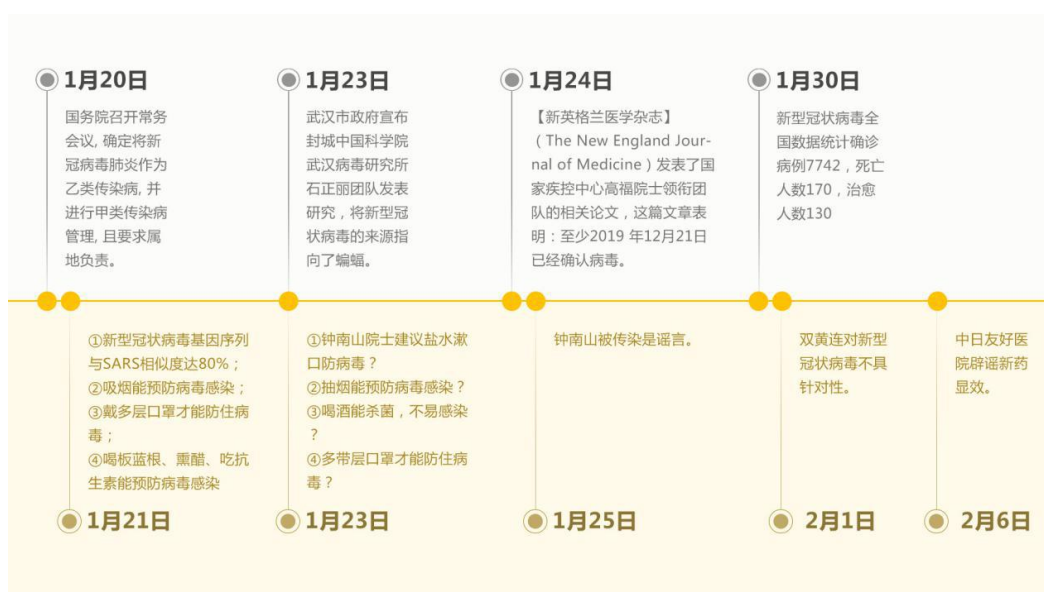 1月20日
国务院召开常务
会议, 确定将新
冠病毒肺炎作为
乙类传染病, 并
进行甲类传染病
管理, 且要求属
地负责。
1月23日
武汉市政府宣布
封城中国科学院
武汉病毒研究所
石正丽团队发表
研究，将新型冠
状病毒的来源指
向了蝙蝠。
1月24日
【新英格兰医学杂志】
（The New England Jour-
nal of Medicine）发表了国
家疾控中心高福院士领衔团
队的相关论文，这篇文章表
明：至少2019 年12月21日
已经确认病毒。
1月30日
新型冠状病毒全
国数据统计确诊
病例7742，死亡
人数170，治愈
人数130
①新型冠状病毒基因序列
与SARS相似度达80%；
②吸烟能预防病毒感染；
③戴多层口罩才能防住病
毒；
④喝板蓝根、熏醋、吃抗
生素能预防病毒感染
1月21日
①钟南山院士建议盐水漱
口防病毒？
②抽烟能预防病毒感染？
③喝酒能杀菌，不易感染
？
④多带层口罩才能防住病
毒？
1月23日
钟南山被传染是谣言。
1月25日
双黄连对新型
冠状病毒不具
针对性。
2月1日
中日友好医
院辟谣新药
显效。
2月6日